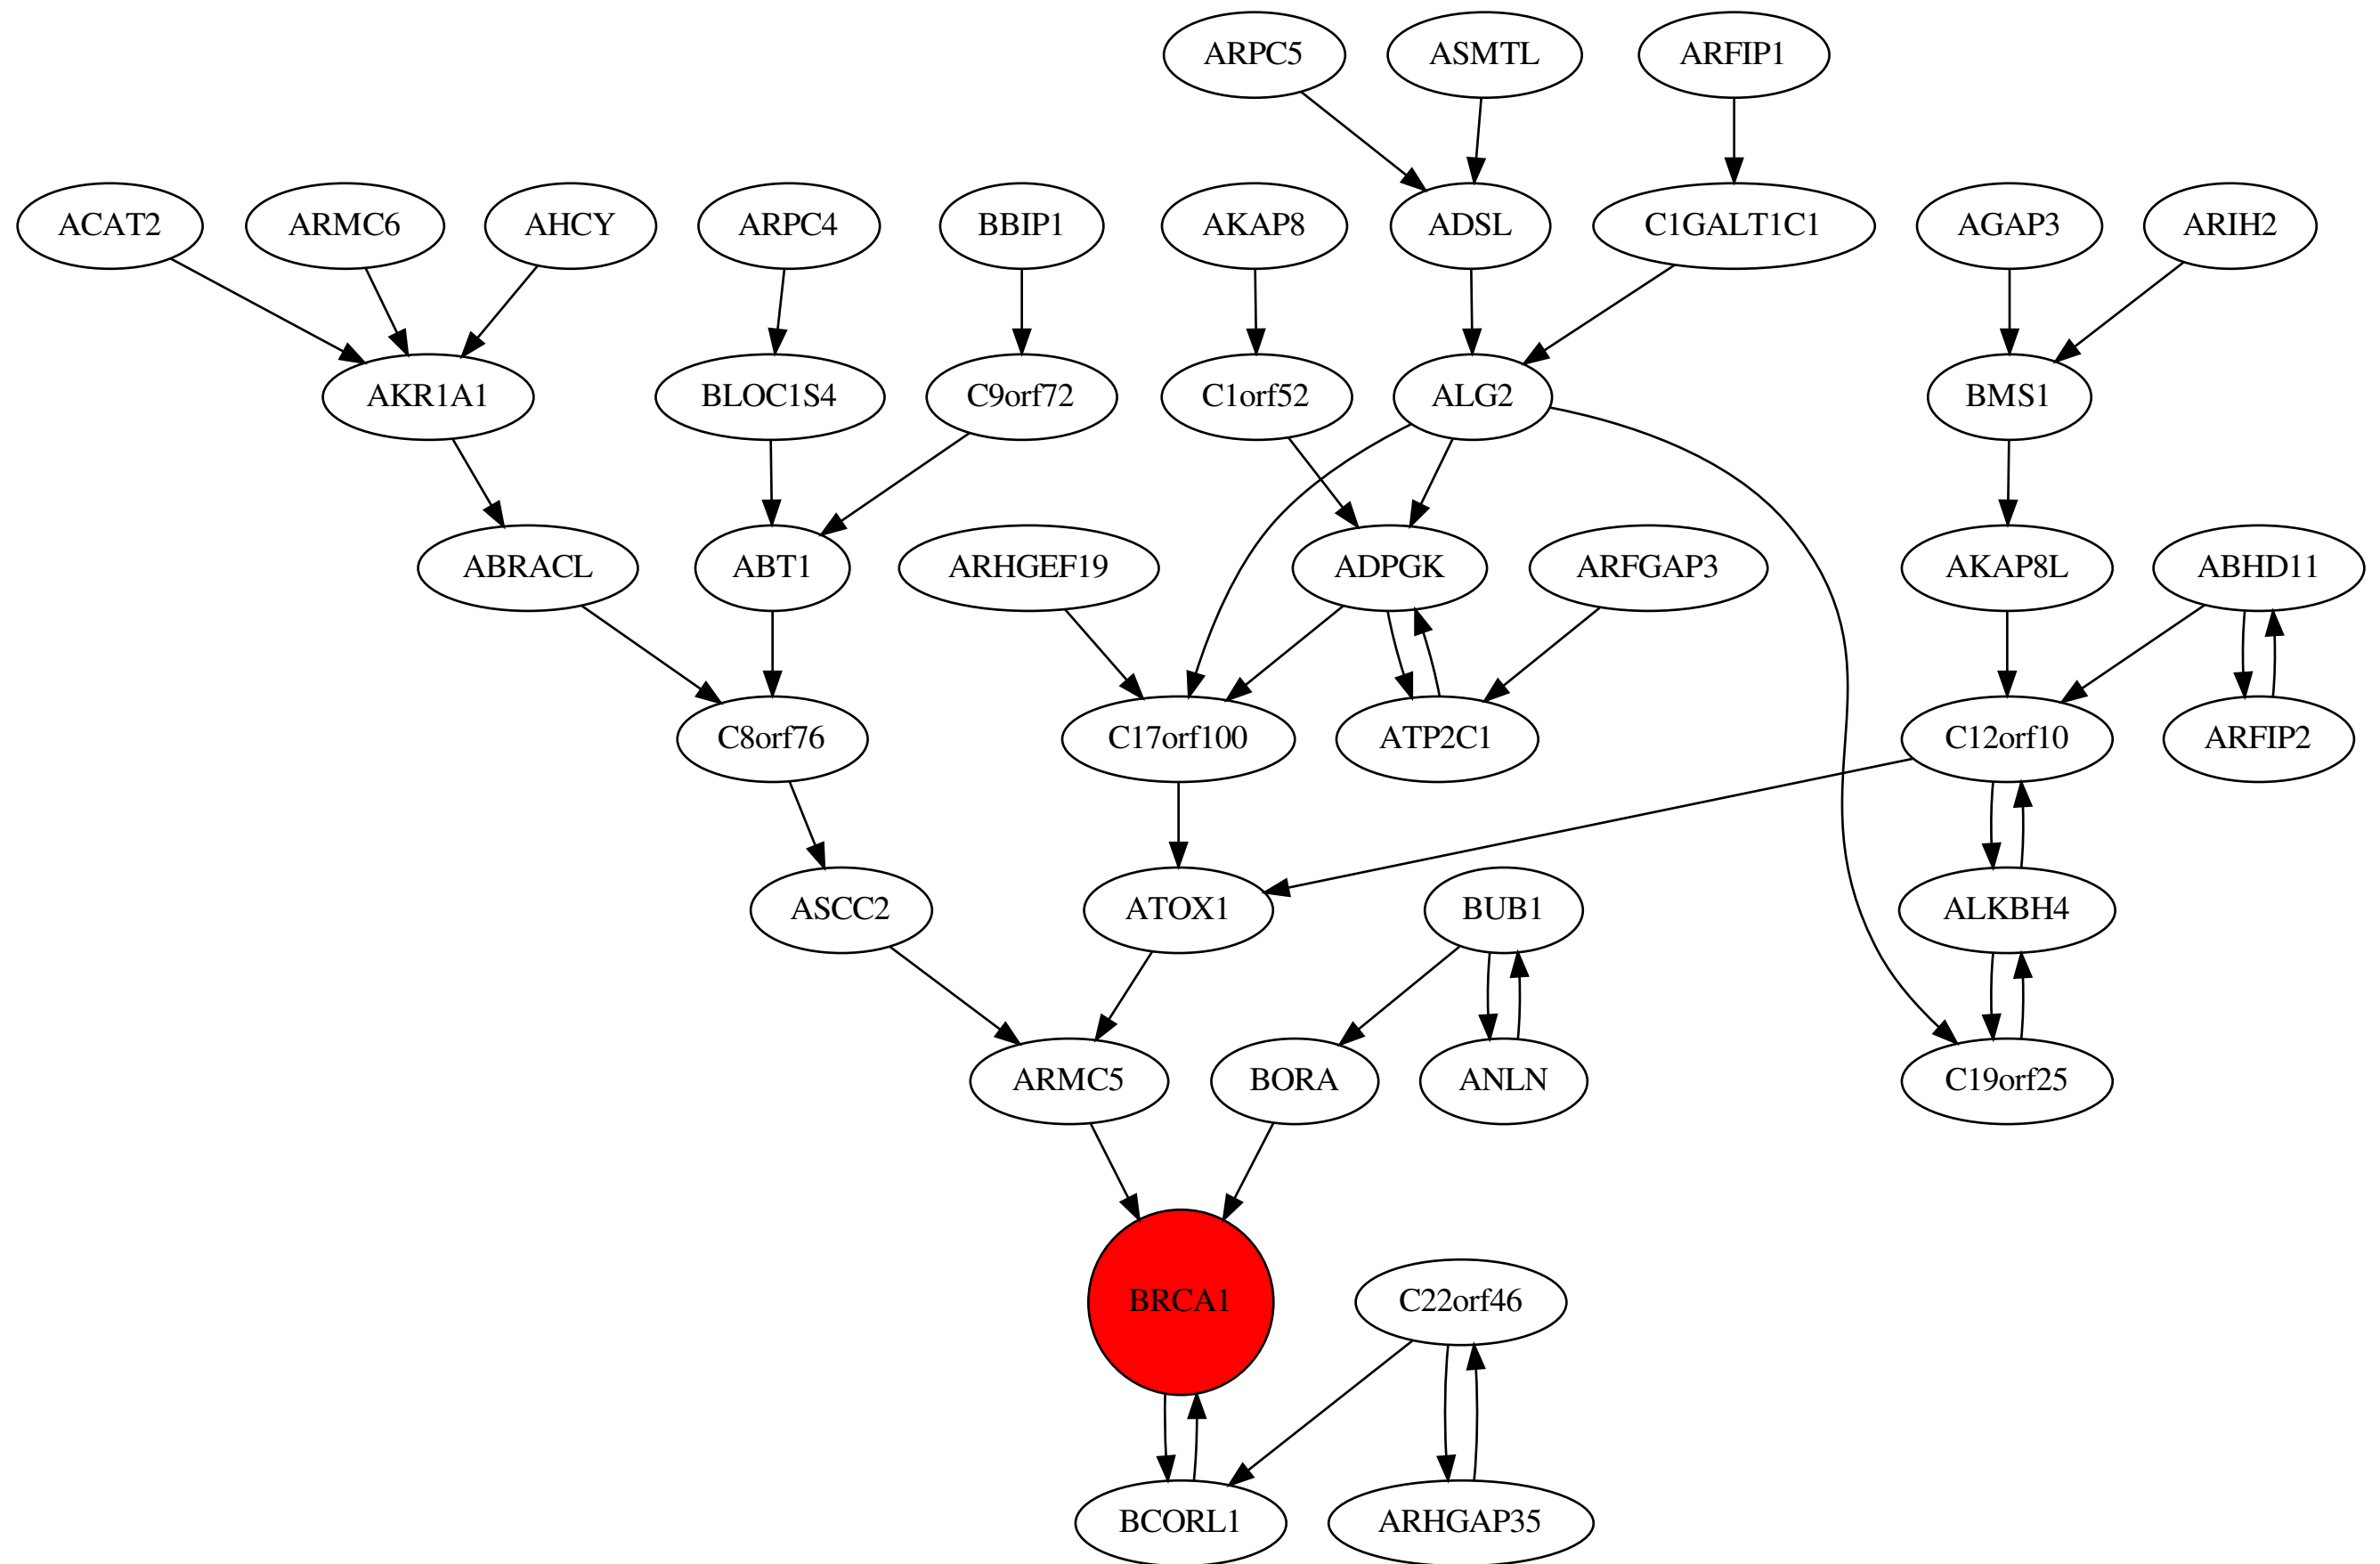 ARPC5
ASMTL
ARFIP1
ACAT2
ARMC6
AHCY
ARPC4
BBIP1
AKAP8
ADSL
C1GALT1C1
AGAP3
ARIH2
AKR1A1
BLOC1S4
C9orf72
C1orf52
ALG2
BMS1
ABRACL
ABT1
ARHGEF19
ADPGK
ARFGAP3
AKAP8L
ABHD11
C8orf76
C17orf100
ATP2C1
C12orf10
ARFIP2
ASCC2
ATOX1
BUB1
ALKBH4
ARMC5
BORA
ANLN
C19orf25
BRCA1
C22orf46
BCORL1
ARHGAP35